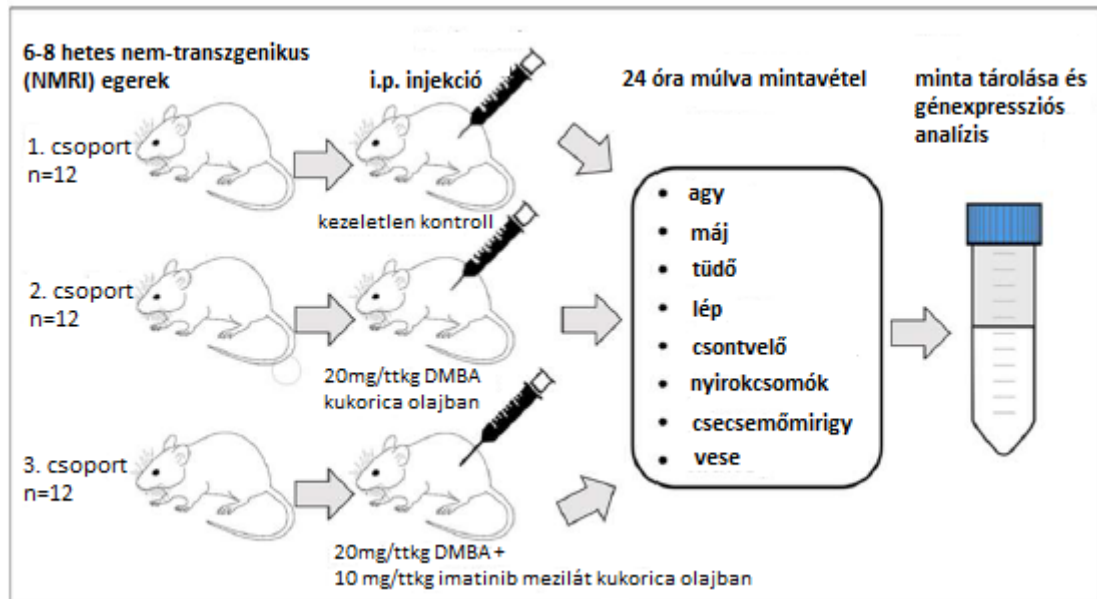 6-8 hetes nem-transzgenikus
(NMRI) egerek
i.p. injekció
24 óra múlva mintavétel
minta tárolása és
génexpressziós
analízis
1. csoport
n=12
kezeletlen kontroll
2. csoport
n=12
20mg/ttkg DMBA
kukorica olajban
3. csoport
n=12
20mg/ttkg DMBA +
10 mg/ttkg imatinib mezilát kukorica olajban
• agy
• máj
• tüdő
• lép
• csontvelő
• nyirokcsomók
• csecsemőmirigy
• vese